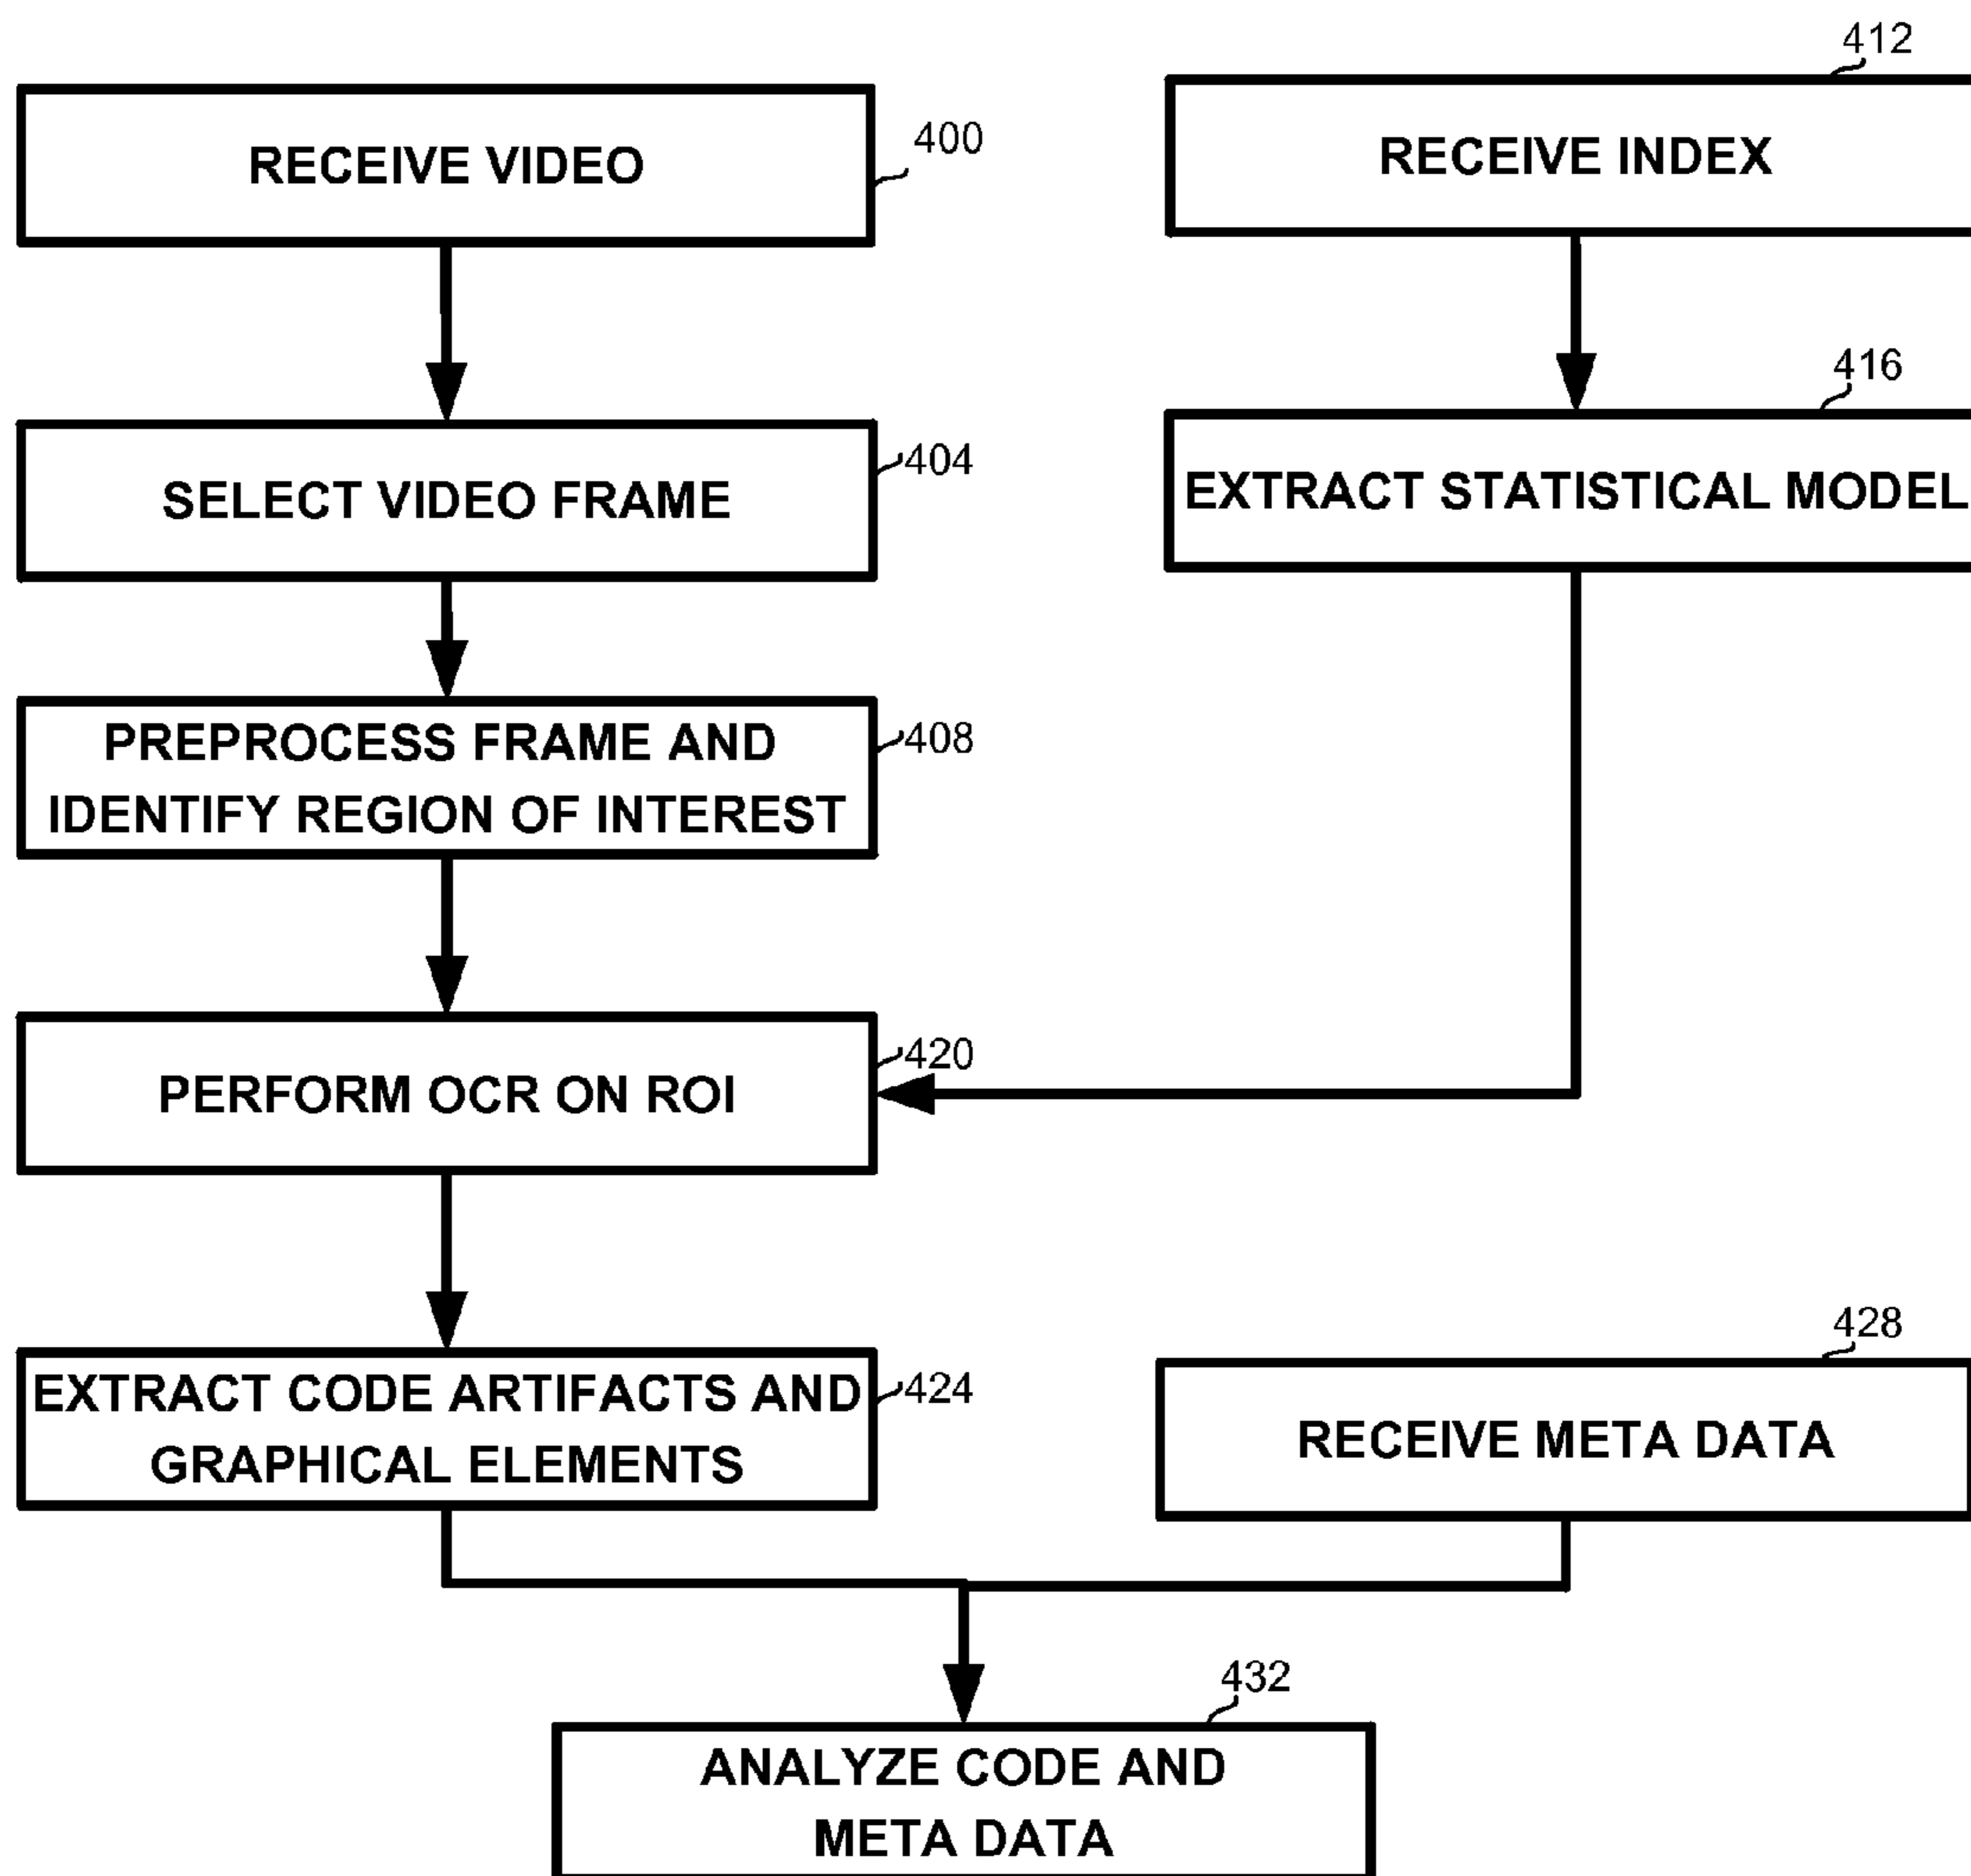 412
RECEIVE VIDEO
400
RECEIVE INDEX
416
SELECT VIDEO FRAME
404
EXTRACT STATISTICAL MODEL
PREPROCESS FRAME AND
IDENTIFY REGION OF INTEREST
408
PERFORM OCR ON ROI
420
EXTRACT CODE ARTIFACTS AND
GRAPHICAL ELEMENTS
424
428
RECEIVE META DATA
432
ANALYZE CODE AND
META DATA